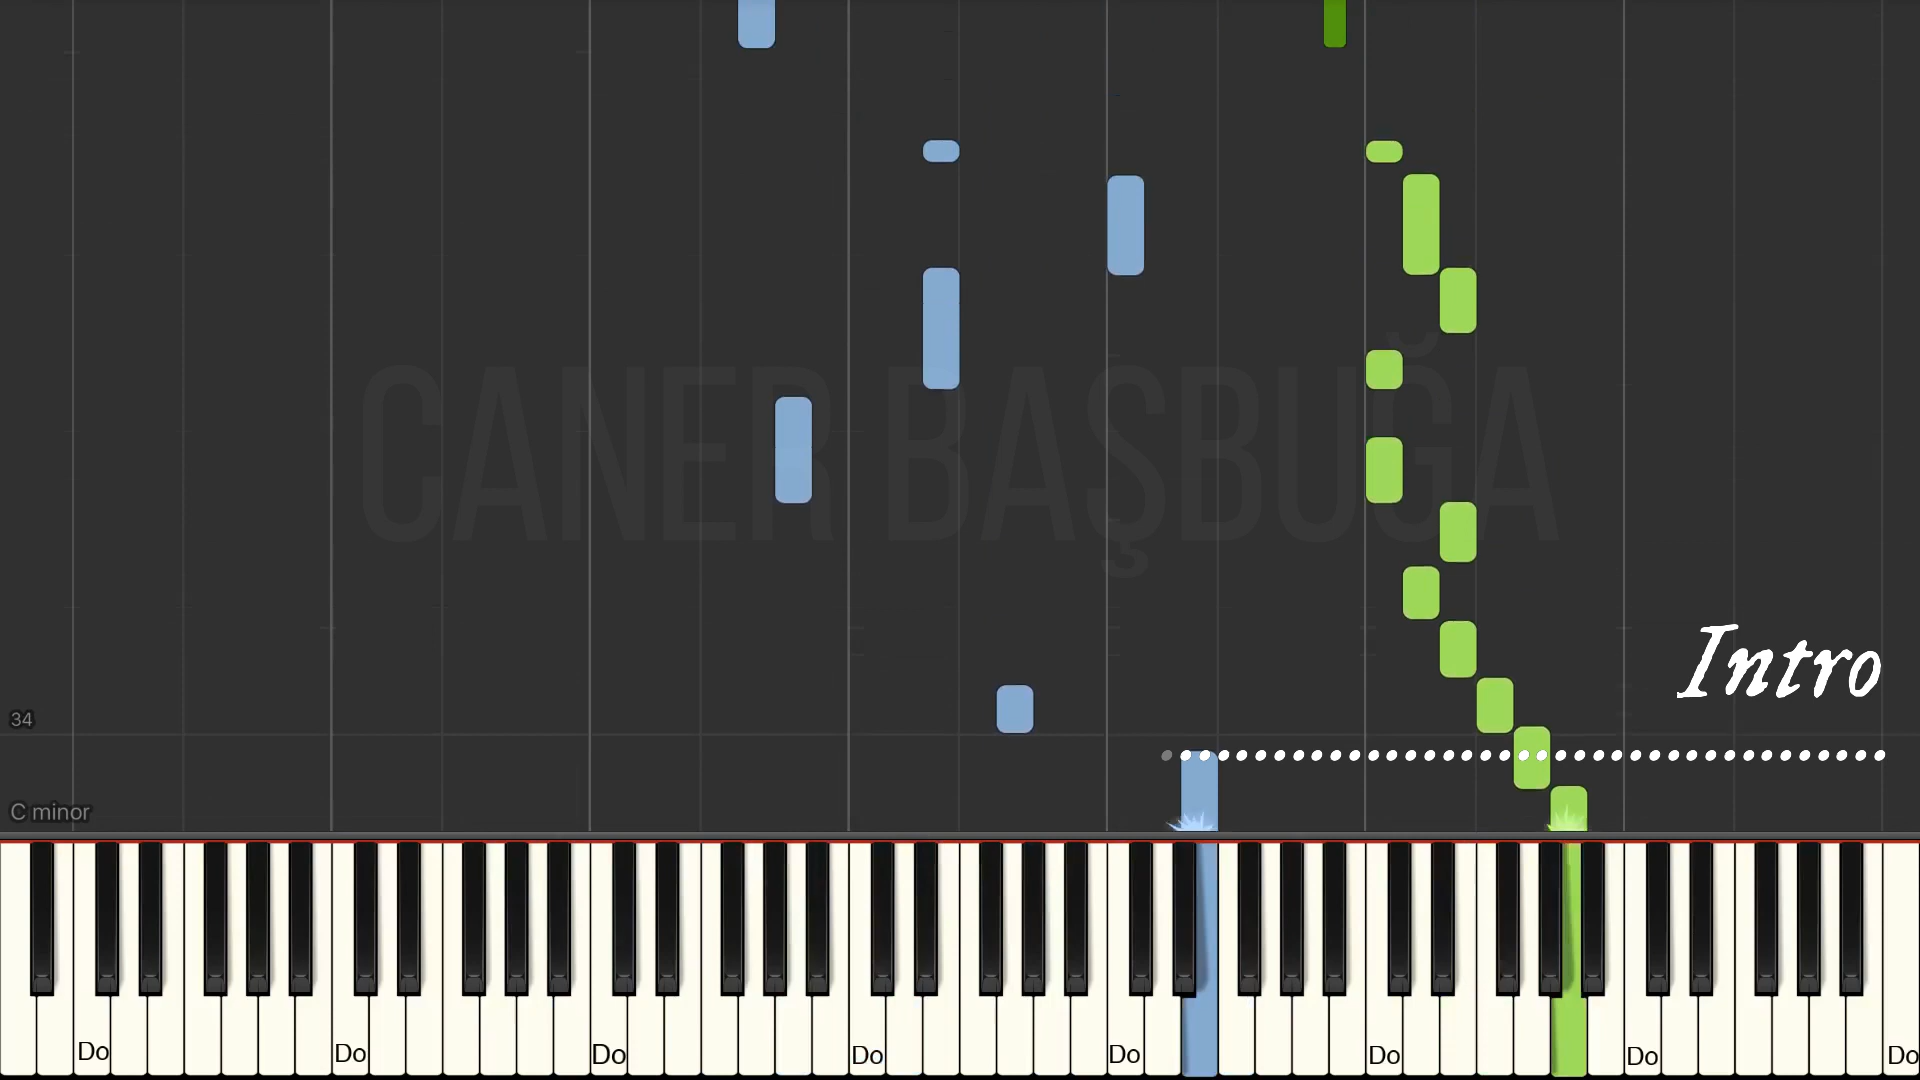 CANER BAŞBUĞA
Intro
34
C minor
Do Do Do Do Do Do Do Do